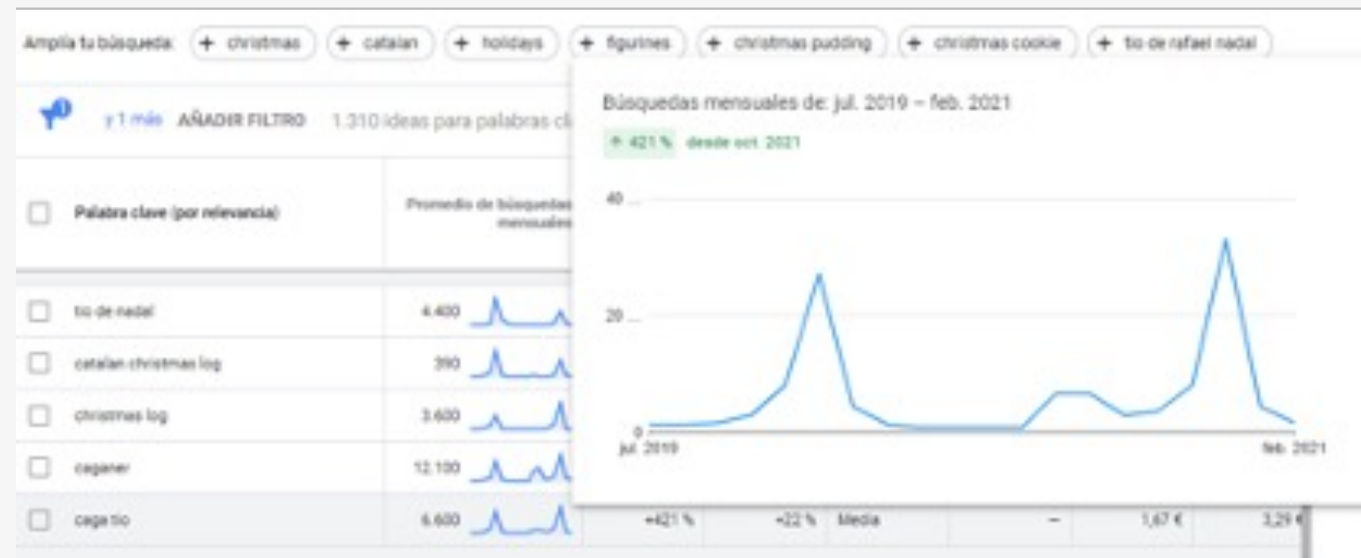 Amplía tu búsqueda: + christmas + catalan + holidays + figurines + christmas pudding + christmas cookie + tio de rafael nadal
1 y 1 más AÑADIR FILTRO 1.310 ideas para palabras cl
Búsquedas mensuales de: jul. 2019 – feb. 2021
↑ 421 % desde oct. 2021
Palabra clave (por relevancia)
Promedio de búsquedas
mensuales
40 ...
20 ...
0
jul. 2019 feb. 2021
tio de nadal 4.400
catalan christmas log 390
christmas log 3.600
caganer 12.100
caga tio 6.600 +421 % +22 % Media – 1,67 € 3,29 €